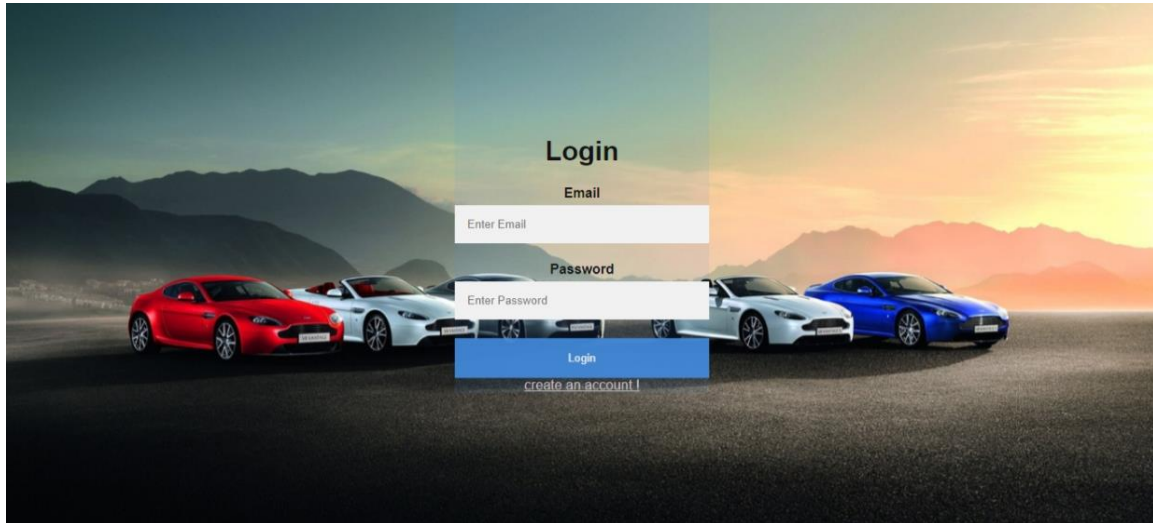 Login
Email
Enter Email
Password
Enter Password
Login
create an account !